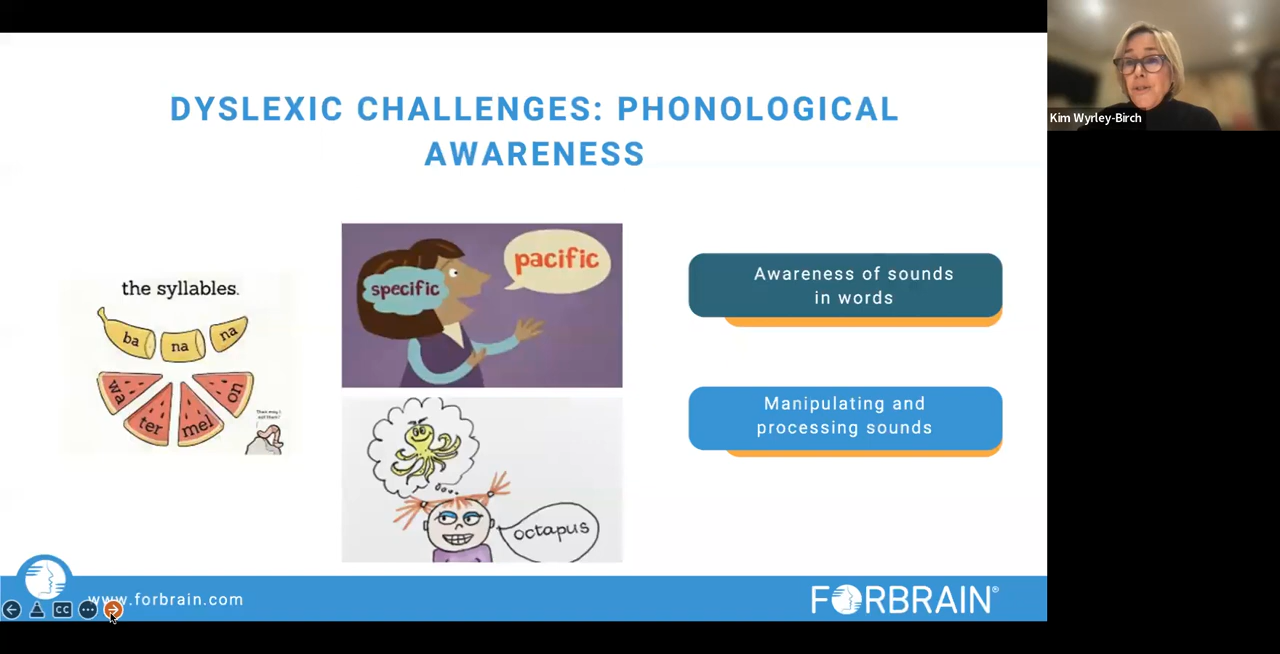 DYSLEXIC CHALLENGES: PHONOLOGICAL
AWARENESS
the syllables.
ba
na
na
wa
ter
mel
on
specific
pacific
octapus
Awareness of sounds
in words
Manipulating and
processing sounds
www.forbrain.com
FORBRAIN®
CC
Kim Wyrley-Birch